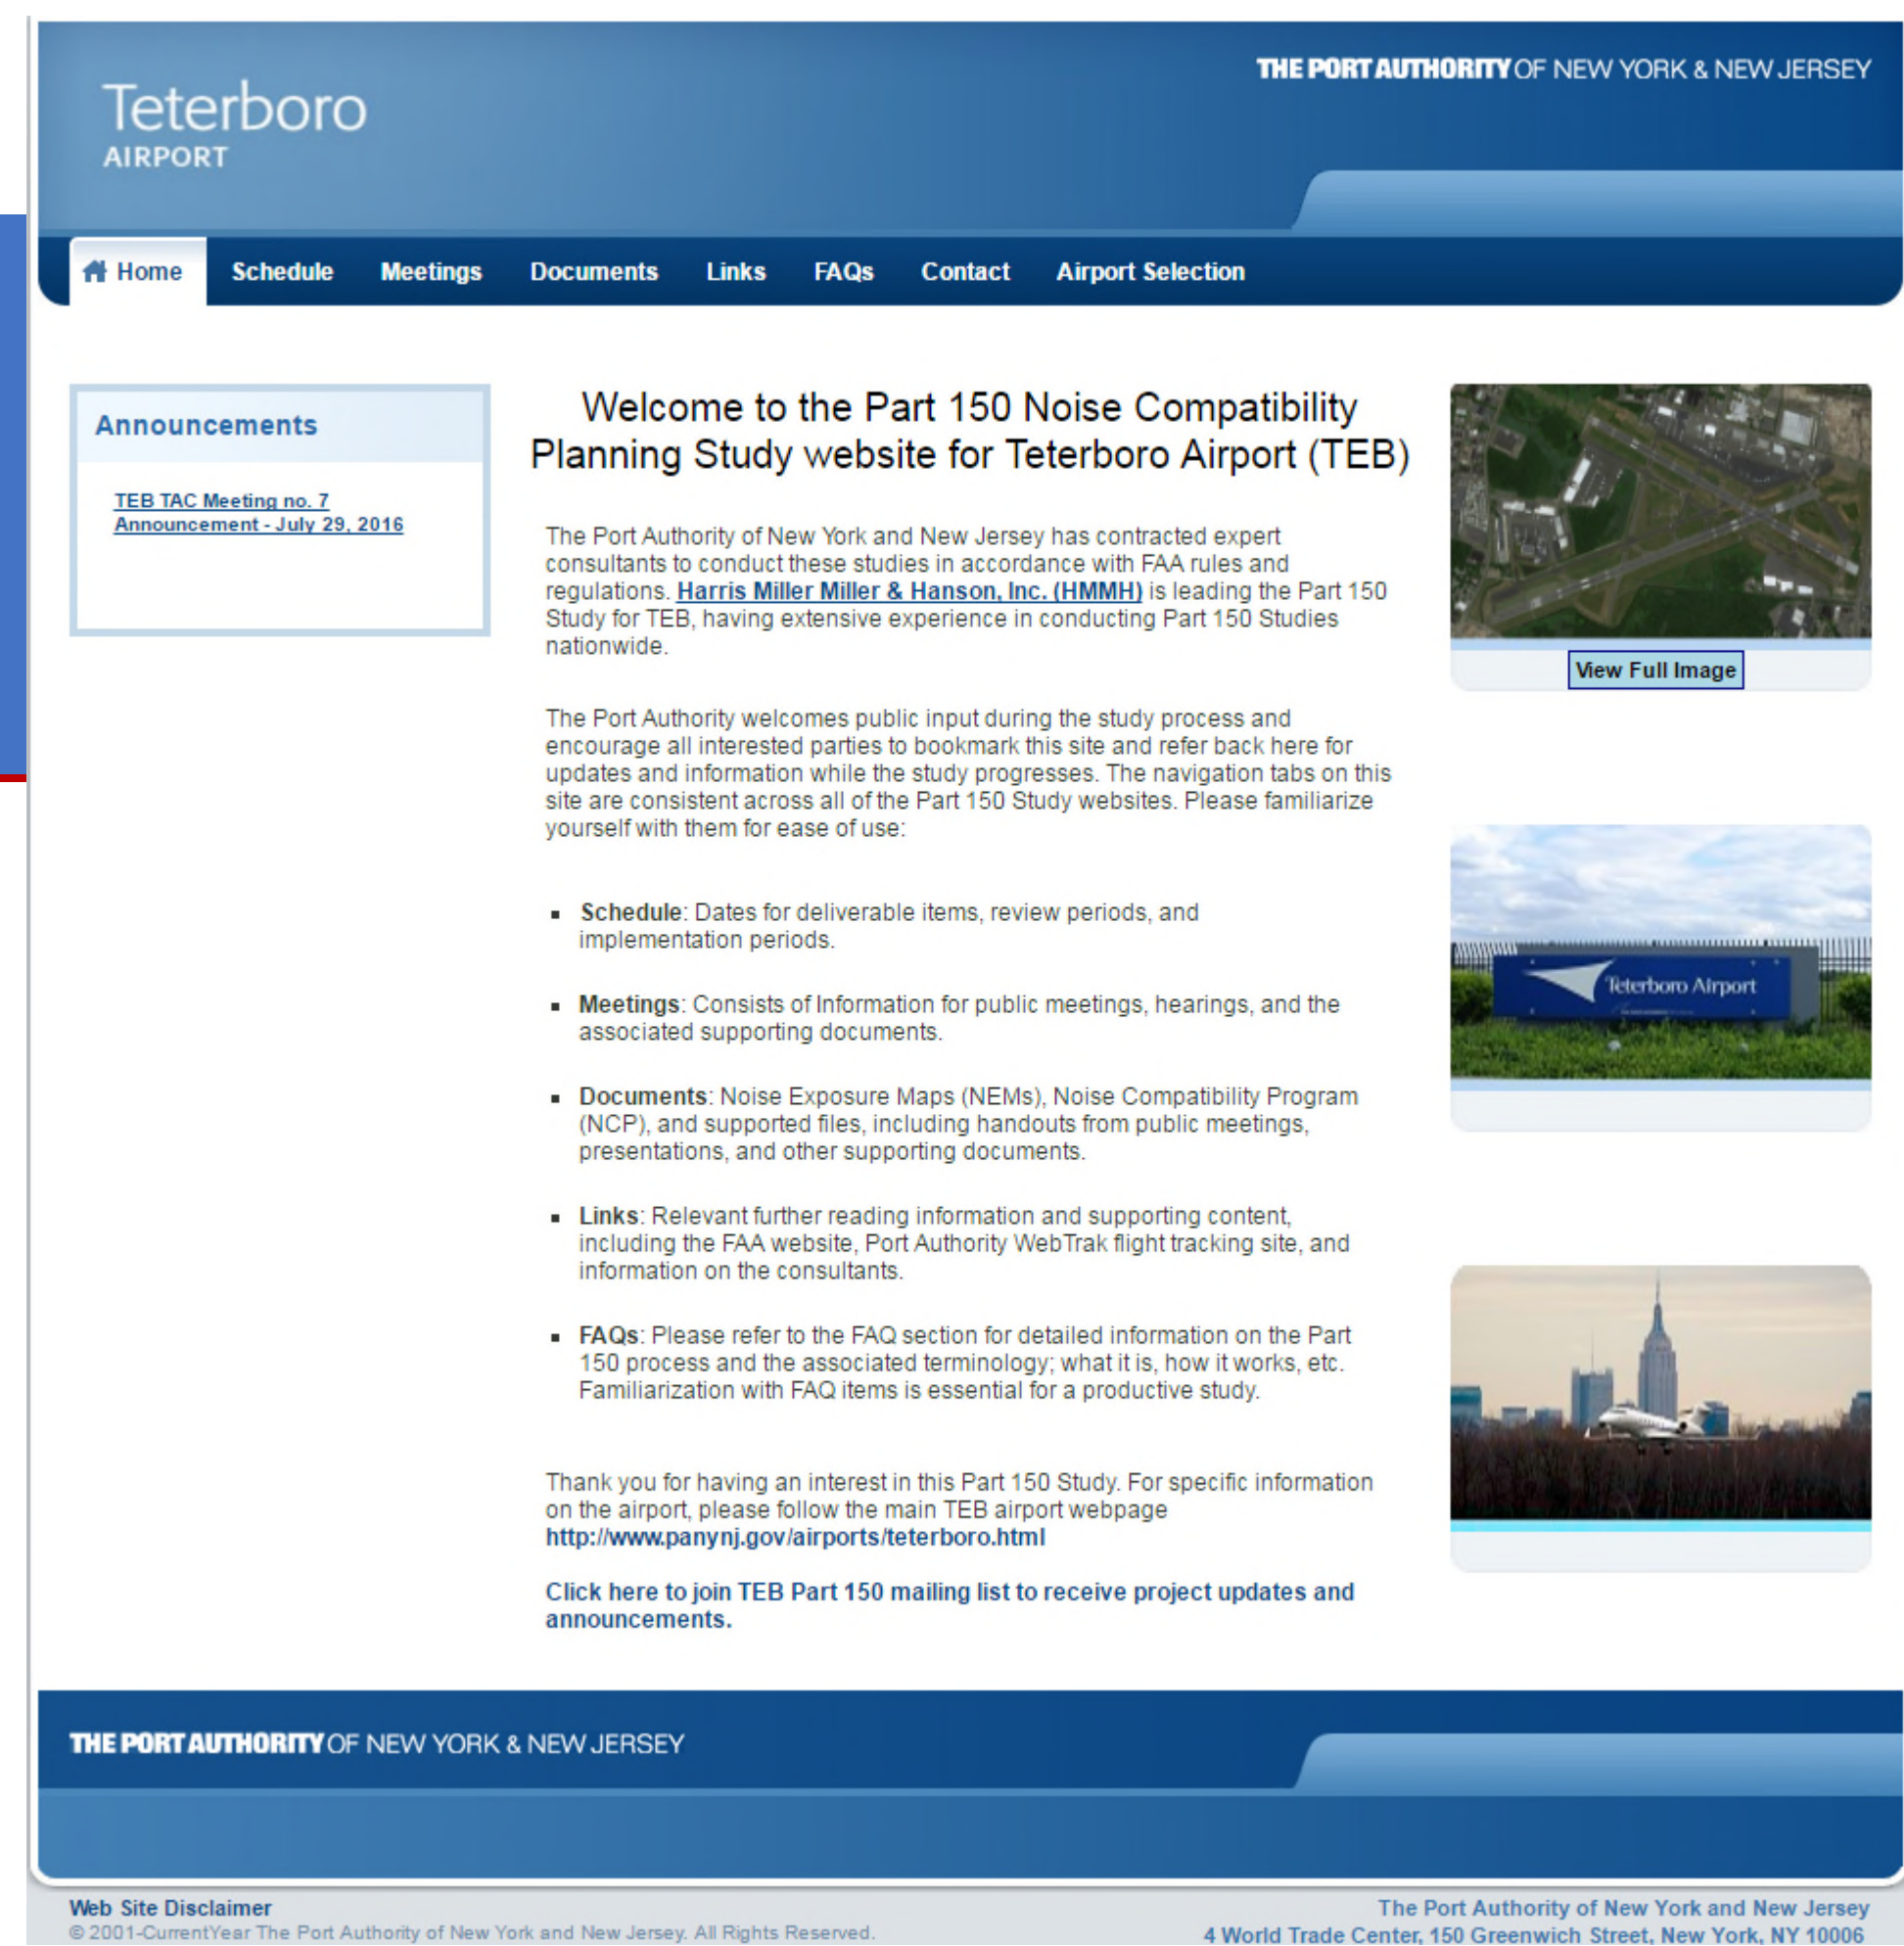 Teterboro
AIRPORT
THE PORT AUTHORITY OF NEW YORK & NEW JERSEY
Home Schedule Meetings Documents Links FAQs Contact Airport Selection
Announcements
TEB TAC Meeting no. 7
Announcement - July 29, 2016
Welcome to the Part 150 Noise Compatibility
Planning Study website for Teterboro Airport (TEB)
The Port Authority of New York and New Jersey has contracted expert
consultants to conduct these studies in accordance with FAA rules and
regulations. Harris Miller Miller & Hanson, Inc. (HMMH) is leading the Part 150
Study for TEB, having extensive experience in conducting Part 150 Studies
nationwide.
The Port Authority welcomes public input during the study process and
encourage all interested parties to bookmark this site and refer back here for
updates and information while the study progresses. The navigation tabs on this
site are consistent across all of the Part 150 Study websites. Please familiarize
yourself with them for ease of use:
▪ Schedule: Dates for deliverable items, review periods, and
implementation periods.
▪ Meetings: Consists of Information for public meetings, hearings, and the
associated supporting documents.
▪ Documents: Noise Exposure Maps (NEMs), Noise Compatibility Program
(NCP), and supported files, including handouts from public meetings,
presentations, and other supporting documents.
▪ Links: Relevant further reading information and supporting content,
including the FAA website, Port Authority WebTrak flight tracking site, and
information on the consultants.
▪ FAQs: Please refer to the FAQ section for detailed information on the Part
150 process and the associated terminology; what it is, how it works, etc.
Familiarization with FAQ items is essential for a productive study.
Thank you for having an interest in this Part 150 Study. For specific information
on the airport, please follow the main TEB airport webpage
http://www.panynj.gov/airports/teterboro.html
Click here to join TEB Part 150 mailing list to receive project updates and
announcements.
View Full Image
Teterboro Airport
THE PORT AUTHORITY OF NEW YORK & NEW JERSEY
Web Site Disclaimer
© 2001-CurrentYear The Port Authority of New York and New Jersey. All Rights Reserved.
The Port Authority of New York and New Jersey
4 World Trade Center, 150 Greenwich Street, New York, NY 10006